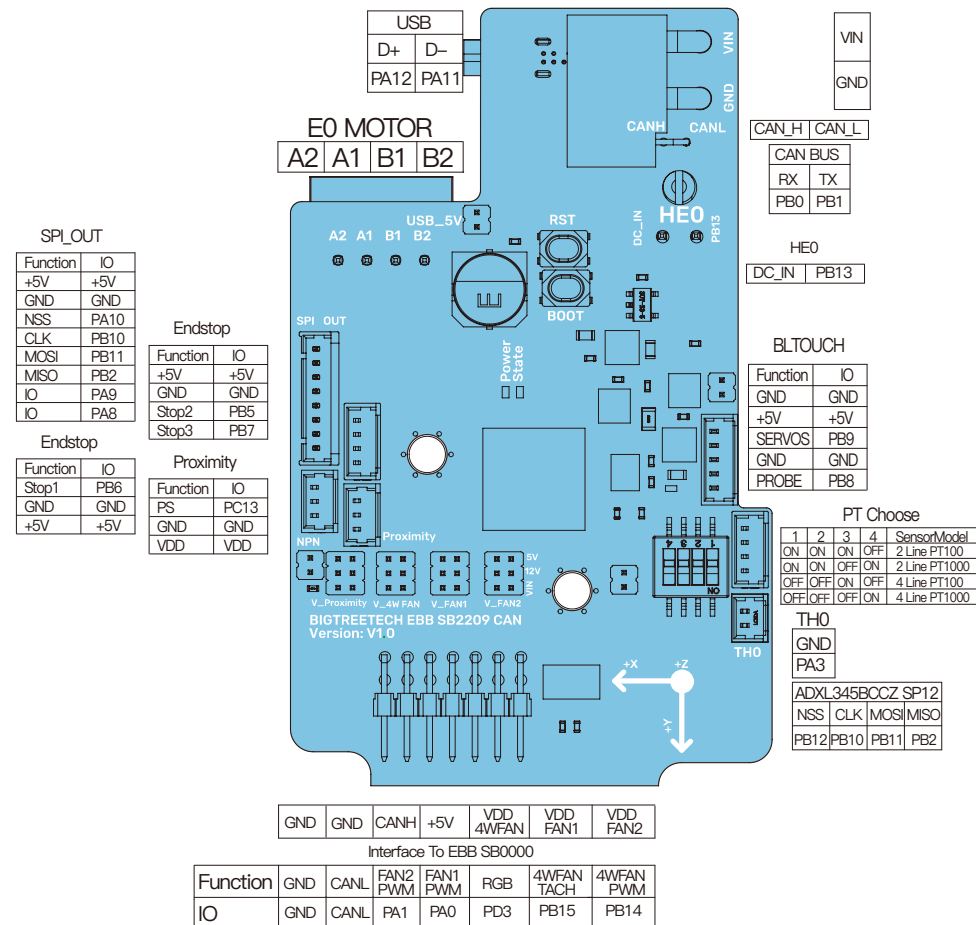 USB
D+ D–
PA12 PA11
VIN
GND
VIN
GND
CANH CANL
CAN_H CAN_L
CAN BUS
RX TX
PB0 PB1
E0 MOTOR
A2 A1 B1 B2
USB_5V
A2 A1 B1 B2
RST
BOOT
HE0
DC_IN
PB13
HE0
DC_IN PB13
SPI_OUT
Function IO
+5V +5V
GND GND
NSS PA10
CLK PB10
MOSI PB11
MISO PB2
IO PA9
IO PA8
Endstop
Function IO
+5V +5V
GND GND
Stop2 PB5
Stop3 PB7
Endstop
Function IO
Stop1 PB6
GND GND
+5V +5V
Proximity
Function IO
PS PC13
GND GND
VDD VDD
SPI OUT
Power
State
BLTOUCH
Function IO
GND GND
+5V +5V
SERVOS PB9
GND GND
PROBE PB8
PT Choose
1 2 3 4 SensorModel
ON ON ON OFF 2 Line PT100
ON ON OFF ON 2 Line PT1000
OFF OFF ON OFF 4 Line PT100
OFF OFF OFF ON 4 Line PT1000
NPN
Proximity
5V
12V
VIN
V_Proximity V_4W FAN V_FAN1 V_FAN2
1 2 3 4
ON
BIGTREETECH EBB SB2209 CAN
Version: V1.0
TH0
TH0
GND
PA3
+X
+Z
+Y
ADXL345BCCZ SP12
NSS CLK MOSI MISO
PB12 PB10 PB11 PB2
GND GND CANH +5V VDD 4WFAN VDD FAN1 VDD FAN2
Interface To EBB SB0000
Function GND CANL FAN2 PWM FAN1 PWM RGB 4WFAN TACH 4WFAN PWM
IO GND CANL PA1 PA0 PD3 PB15 PB14